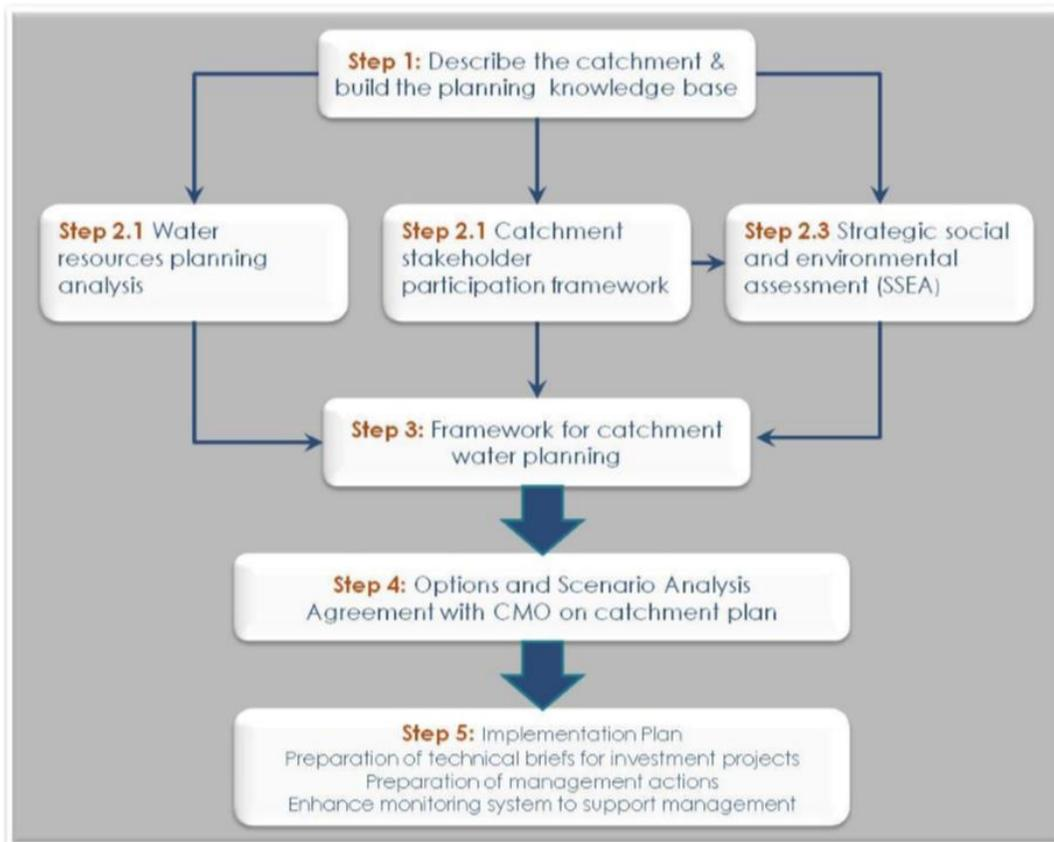 Step 1: Describe the catchment &
build the planning knowledge base
Step 2.1 Water
resources planning
analysis
Step 2.1 Catchment
stakeholder
participation framework
Step 2.3 Strategic social
and environmental
assessment (SSEA)
Step 3: Framework for catchment
water planning
Step 4: Options and Scenario Analysis
Agreement with CMO on catchment plan
Step 5: Implementation Plan
Preparation of technical briefs for investment projects
Preparation of management actions
Enhance monitoring system to support management